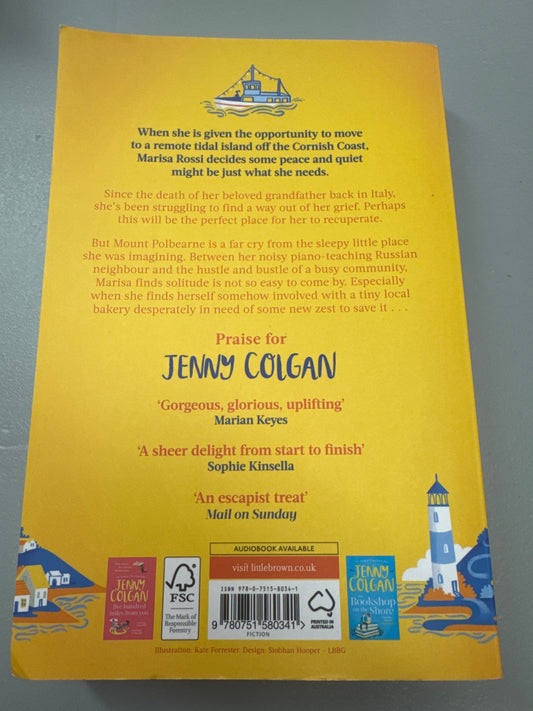 When she is given the opportunity to move
to a remote tidal island off the Cornish Coast,
Marisa Rossi decides some peace and quiet
might be just what she needs.
Since the death of her beloved grandfather back in Italy,
she's been struggling to find a way out of her grief. Perhaps
this will be the perfect place for her to recuperate.
But Mount Polbearne is a far cry from the sleepy little place
she was imagining. Between her noisy piano-teaching Russian
neighbour and the hustle and bustle of a busy community,
Marisa finds solitude is not so easy to come by. Especially
when she finds herself somehow involved with a tiny local
bakery desperately in need of some new zest to save it . . .
Praise for
JENNY COLGAN
'Gorgeous, glorious, uplifting'
Marian Keyes
'A sheer delight from start to finish'
Sophie Kinsella
'An escapist treat'
Mail on Sunday
AUDIOBOOK AVAILABLE
visit littlebrown.co.uk
JENNY
COLGAN
five hundred
miles from you
FSC
The Mark of
Responsible
Forestry
ISBN 978-0-7515-8034-1
9 780751 580341
FICTION
PRINTED IN
AUSTRALIA
JENNY
COLGAN
The
Bookshop
on the
Shore
Illustration: Kate Forrester. Design: Siobhan Hooper – LBBG